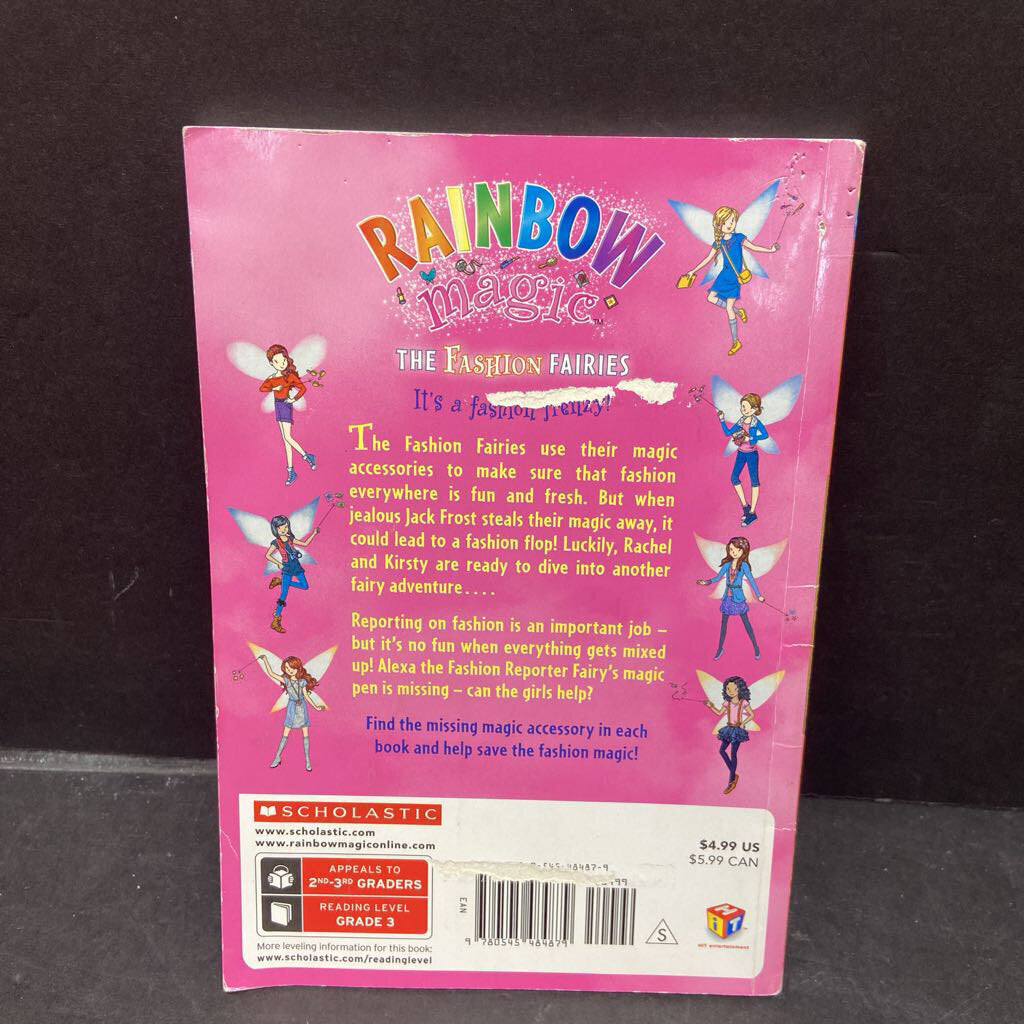 RAINBOW
magic™
THE FASHION FAIRIES
It's a fashion frenzy!
The Fashion Fairies use their magic
accessories to make sure that fashion
everywhere is fun and fresh. But when
jealous Jack Frost steals their magic away, it
could lead to a fashion flop! Luckily, Rachel
and Kirsty are ready to dive into another
fairy adventure....
Reporting on fashion is an important job –
but it's no fun when everything gets mixed
up! Alexa the Fashion Reporter Fairy's magic
pen is missing – can the girls help?
Find the missing magic accessory in each
book and help save the fashion magic!
SCHOLASTIC
www.scholastic.com
www.rainbowmagiconline.com
APPEALS TO
2ND-3RD GRADERS
READING LEVEL
GRADE 3
More leveling information for this book:
www.scholastic.com/readinglevel
EAN
9 780545 484879
S
$4.99 US
$5.99 CAN
HiT
HIT entertainment